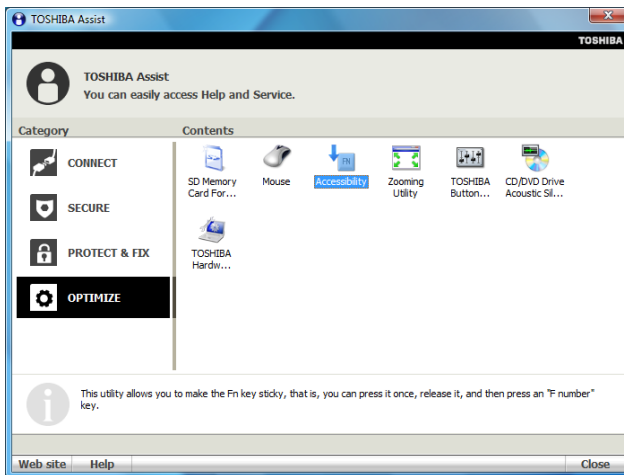 TOSHIBA Assist
X
TOSHIBA
TOSHIBA Assist
You can easily access Help and Service.
Category
Contents
CONNECT
SECURE
PROTECT & FIX
OPTIMIZE
SD Memory
Card For...
Mouse
FN
Accessibility
Zooming
Utility
TOSHIBA
Button...
CD/DVD Drive
Acoustic Sil...
TOSHIBA
Hardw...
This utility allows you to make the Fn key sticky, that is, you can press it once, release it, and then press an "F number"
key.
Web site
Help
Close